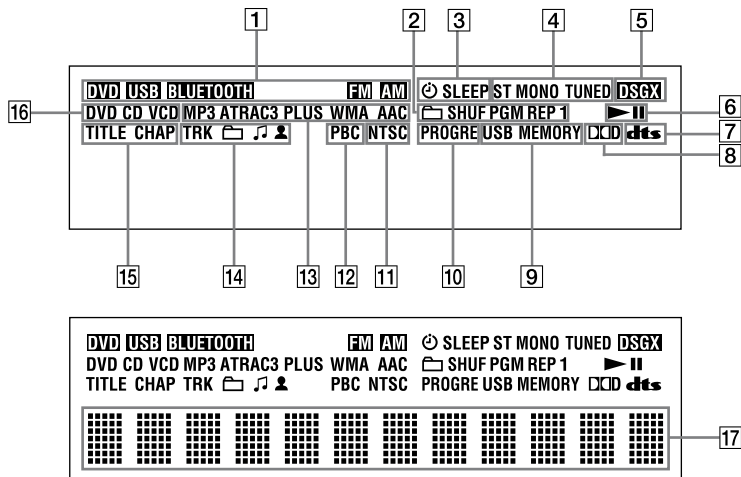 1 2 3 4 5
DVD USB BLUETOOTH FM AM SLEEP ST MONO TUNED DSGX
16 DVD CD VCD MP3 ATRAC3 PLUS WMA AAC SHUF PGM REP 1 6
TITLE CHAP TRK PBC NTSC PROGRE USB MEMORY dts 7
8
15 14 13 12 11 10 9
DVD USB BLUETOOTH FM AM SLEEP ST MONO TUNED DSGX
DVD CD VCD MP3 ATRAC3 PLUS WMA AAC SHUF PGM REP 1
TITLE CHAP TRK PBC NTSC PROGRE USB MEMORY dts
17